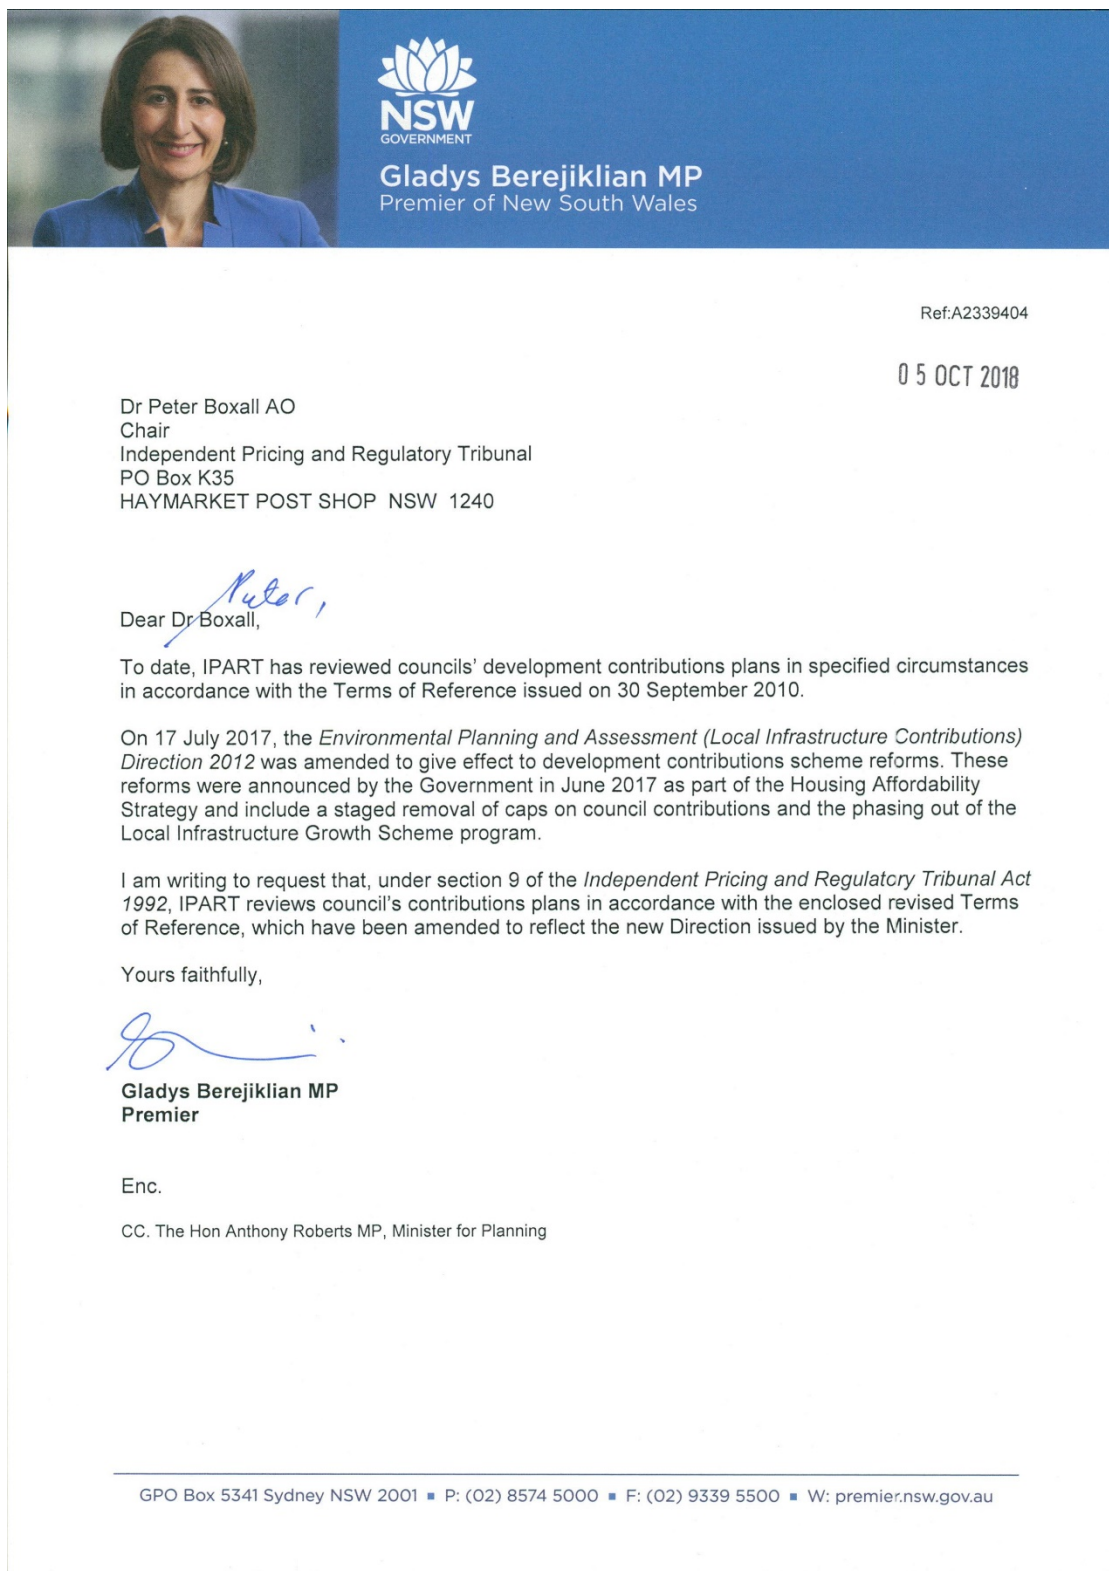 NSW
GOVERNMENT
Gladys Berejiklian MP
Premier of New South Wales
Ref:A2339404
05 OCT 2018
Dr Peter Boxall AO
Chair
Independent Pricing and Regulatory Tribunal
PO Box K35
HAYMARKET POST SHOP NSW 1240
Peter,
Dear Dr Boxall,
To date, IPART has reviewed councils' development contributions plans in specified circumstances
in accordance with the Terms of Reference issued on 30 September 2010.
On 17 July 2017, the Environmental Planning and Assessment (Local Infrastructure Contributions)
Direction 2012 was amended to give effect to development contributions scheme reforms. These
reforms were announced by the Government in June 2017 as part of the Housing Affordability
Strategy and include a staged removal of caps on council contributions and the phasing out of the
Local Infrastructure Growth Scheme program.
I am writing to request that, under section 9 of the Independent Pricing and Regulatory Tribunal Act
1992, IPART reviews council's contributions plans in accordance with the enclosed revised Terms
of Reference, which have been amended to reflect the new Direction issued by the Minister.
Yours faithfully,
Gladys Berejiklian MP
Premier
Enc.
CC. The Hon Anthony Roberts MP, Minister for Planning
GPO Box 5341 Sydney NSW 2001 ▪ P: (02) 8574 5000 ▪ F: (02) 9339 5500 ▪ W: premier.nsw.gov.au